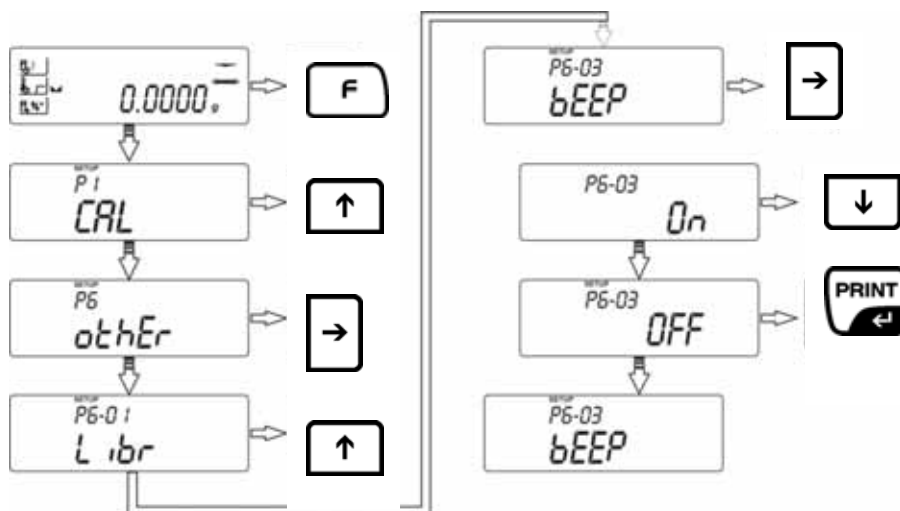 0.0000 g
F
SETUP
P1
CAL
↑
SETUP
P6
othEr
→
SETUP
P6-01
Libr
↑
SETUP
P6-03
bEEP
→
P6-03
On
↓
SETUP
P6-03
OFF
PRINT
SETUP
P6-03
bEEP